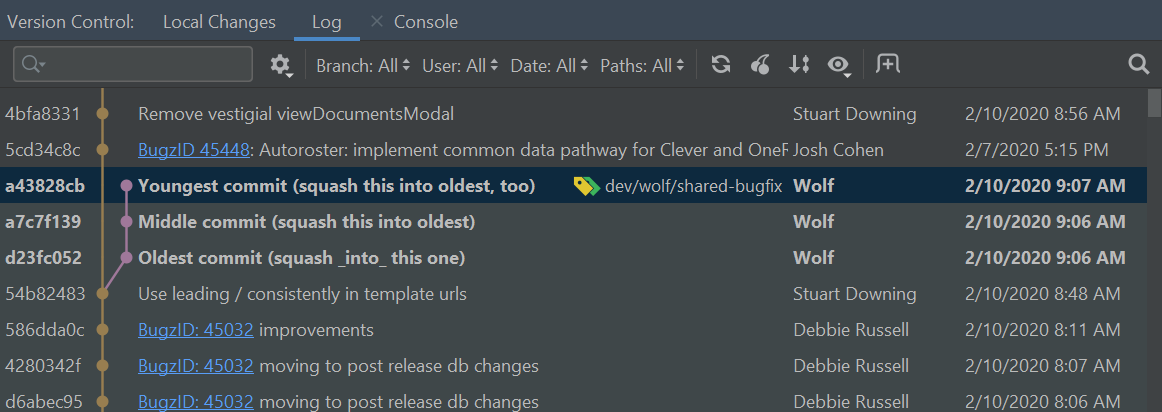 Version Control: Local Changes Log Console
Branch: All User: All Date: All Paths: All
4bfa8331 Remove vestigial viewDocumentsModal Stuart Downing 2/10/2020 8:56 AM
5cd34c8c BugzID 45448: Autoroster: implement common data pathway for Clever and OneR Josh Cohen 2/7/2020 5:15 PM
a43828cb Youngest commit (squash this into oldest, too) dev/wolf/shared-bugfix Wolf 2/10/2020 9:07 AM
a7c7f139 Middle commit (squash this into oldest) Wolf 2/10/2020 9:06 AM
d23fc052 Oldest commit (squash _into_ this one) Wolf 2/10/2020 9:06 AM
54b82483 Use leading / consistently in template urls Stuart Downing 2/10/2020 8:48 AM
586dda0c BugzID: 45032 improvements Debbie Russell 2/10/2020 8:11 AM
4280342f BugzID: 45032 moving to post release db changes Debbie Russell 2/10/2020 8:07 AM
d6abec95 BugzID: 45032 moving to post release db changes Debbie Russell 2/10/2020 8:06 AM